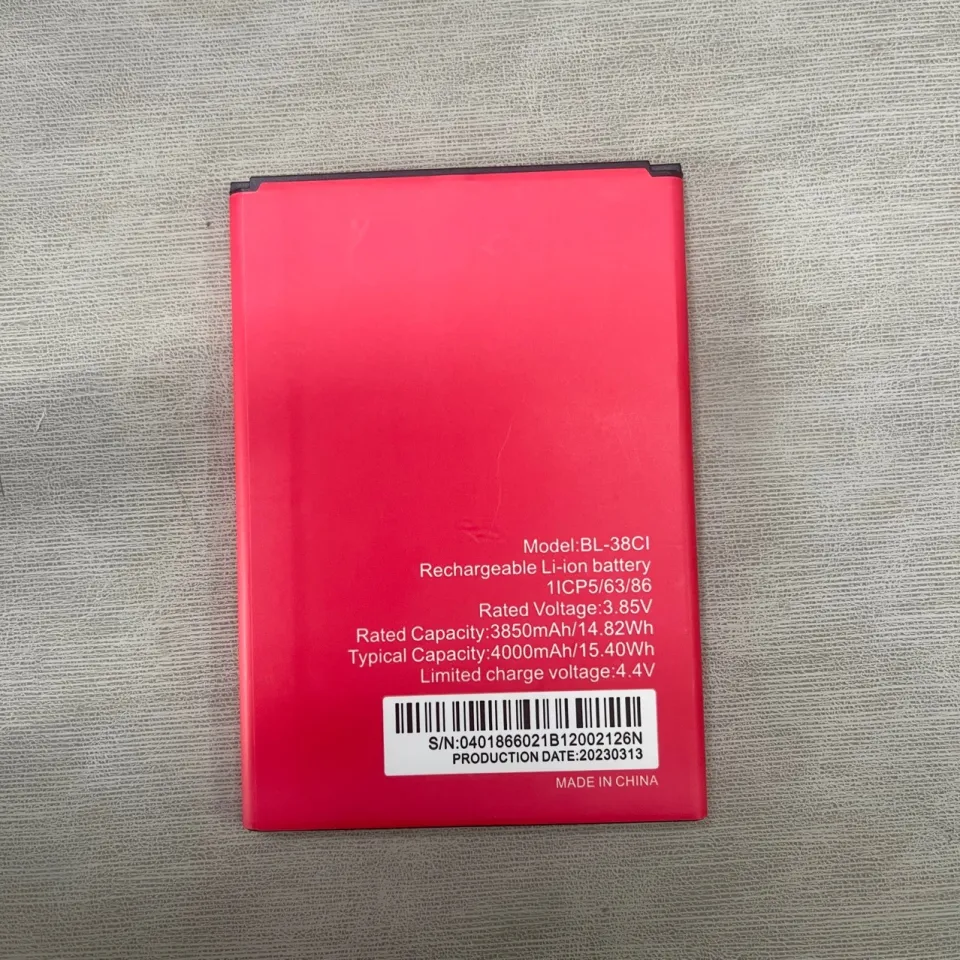 Model:BL-38CI
Rechargeable Li-ion battery
1ICP5/63/86
Rated Voltage:3.85V
Rated Capacity:3850mAh/14.82Wh
Typical Capacity:4000mAh/15.40Wh
Limited charge voltage:4.4V
S/N:0401866021B12002126N
PRODUCTION DATE:20230313
MADE IN CHINA